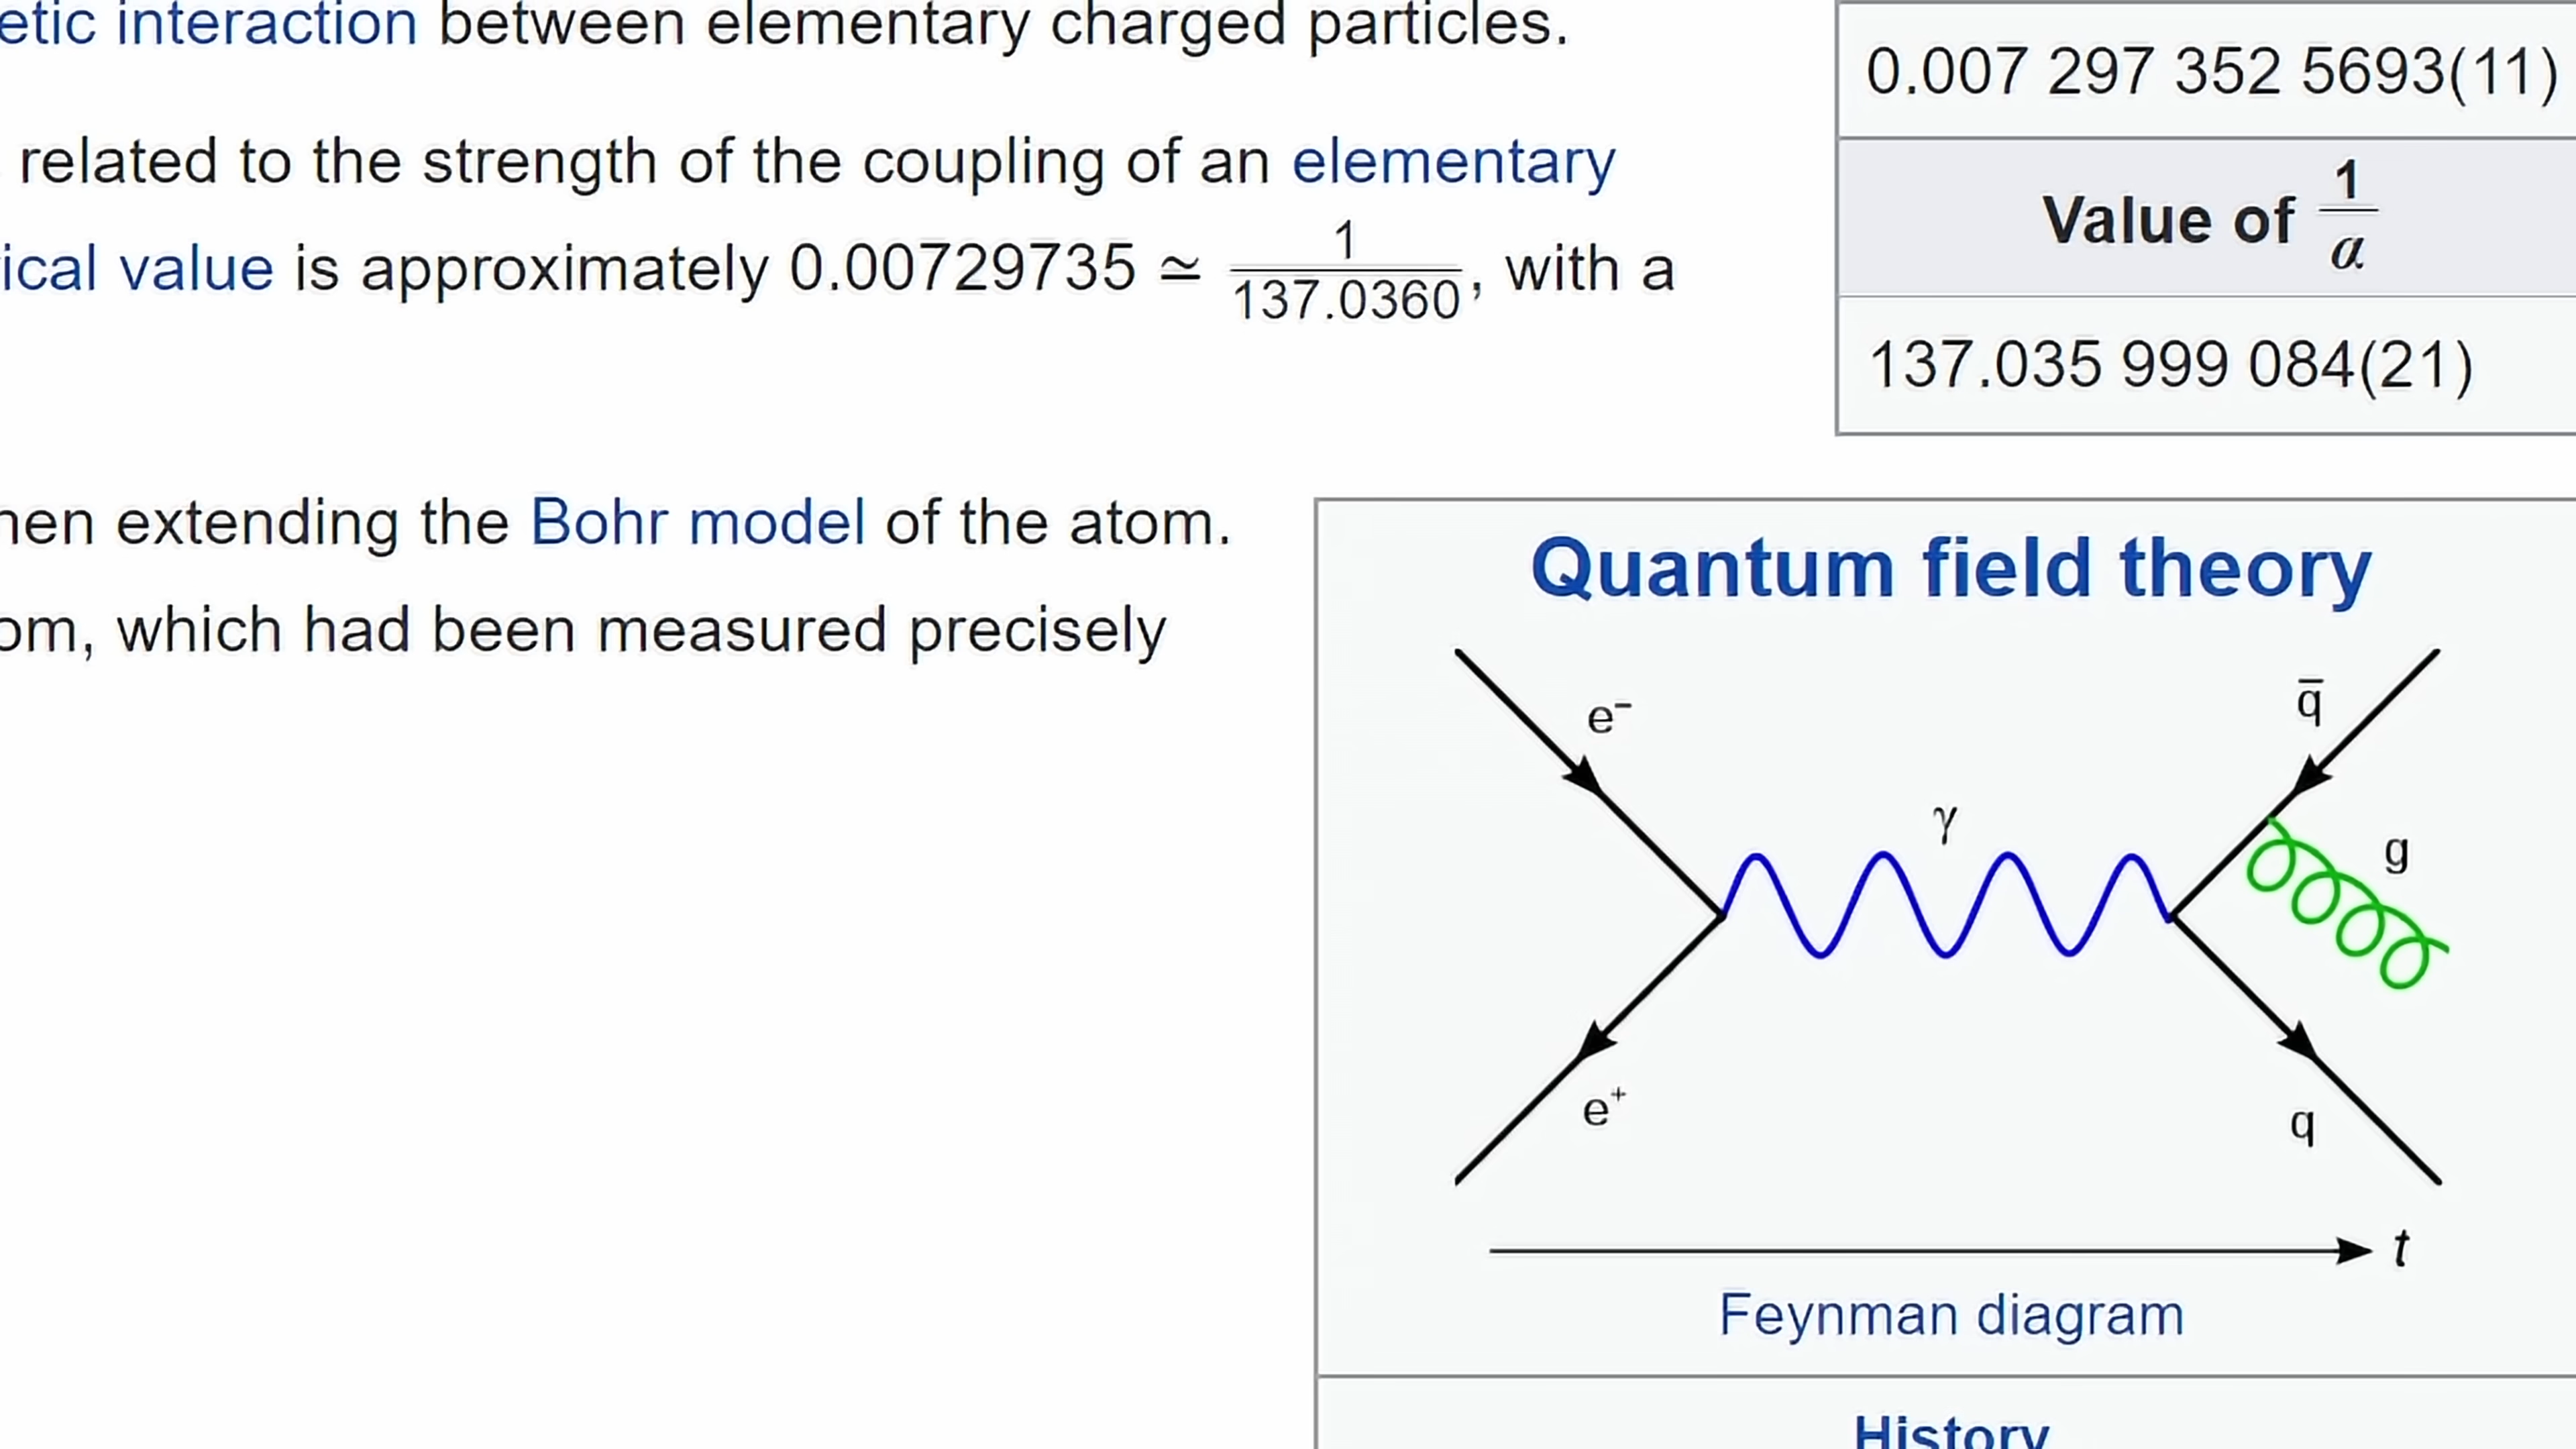 etic interaction between elementary charged particles.
related to the strength of the coupling of an elementary
ical value is approximately 0.00729735 ≃ 1/137.0360, with a
hen extending the Bohr model of the atom.
om, which had been measured precisely
0.007 297 352 5693(11)
Value of 1/α
137.035 999 084(21)
Quantum field theory
e⁻
q̄
γ
g
e⁺
q
t
Feynman diagram
History